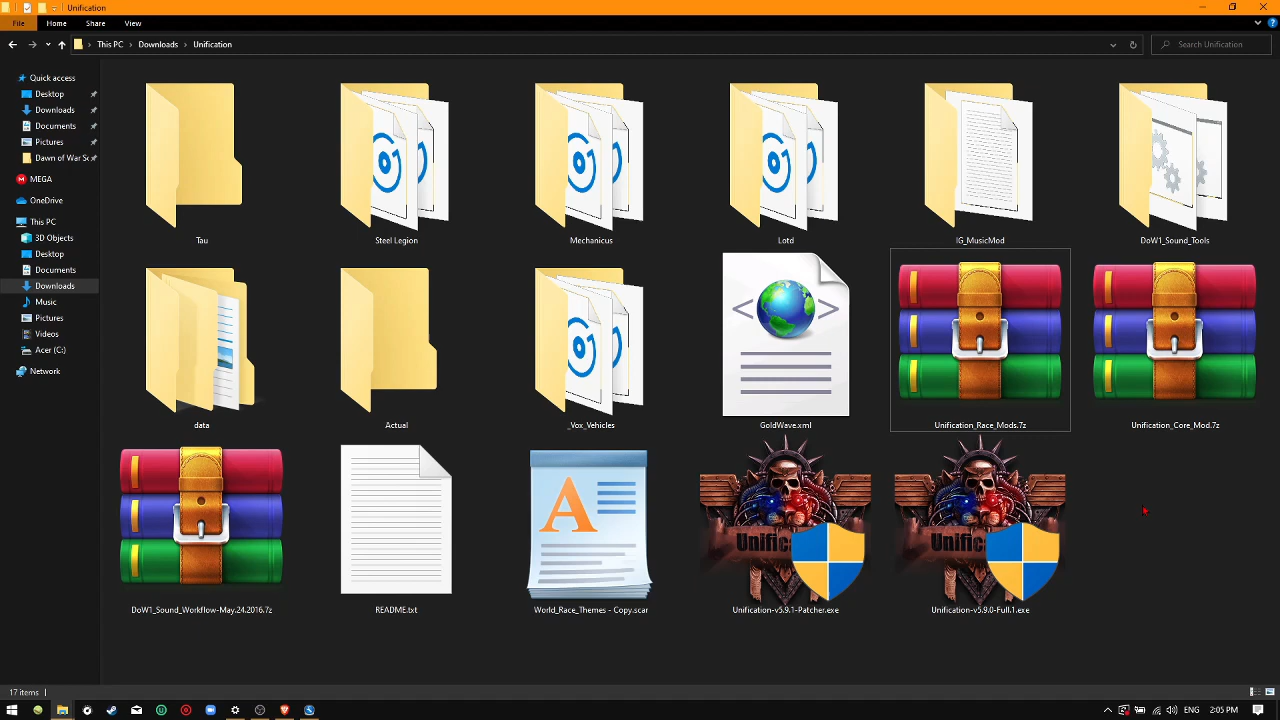 Unification
File
Home
Share
View
This PC
Downloads
Unification
Search Unification
Quick access
Desktop
Downloads
Documents
Pictures
Dawn of War So
MEGA
OneDrive
This PC
3D Objects
Desktop
Documents
Downloads
Music
Pictures
Videos
Acer (C:)
Network
Tau
Steel Legion
Mechanicus
Lotd
IG_MusicMod
DoW1_Sound_Tools
data
Actual
_Vox_Vehicles
GoldWave.xml
Unification_Race_Mods.7z
Unification_Core_Mod.7z
DoW1_Sound_Workflow-May.24.2016.7z
README.txt
World_Race_Themes - Copy.scar
Unification-v5.9.1-Patcher.exe
Unification-v5.9.0-Full.1.exe
17 items
ENG
2:05 PM